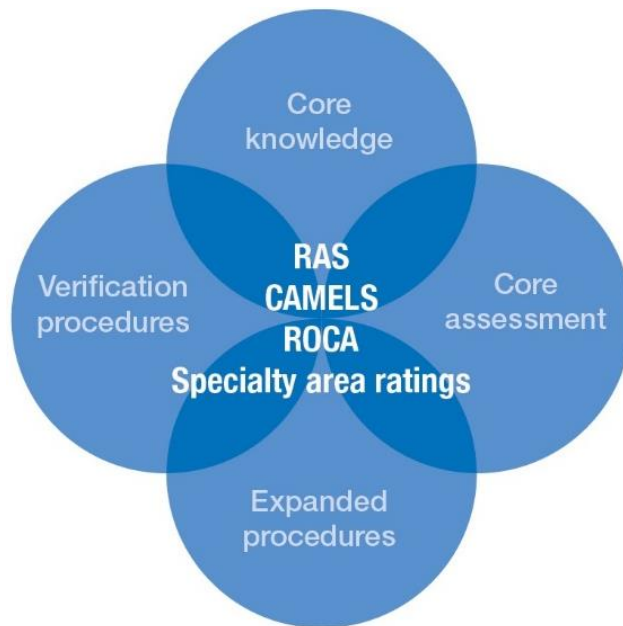 Core
knowledge
Verification
procedures
RAS
CAMELS
ROCA
Specialty area ratings
Core
assessment
Expanded
procedures